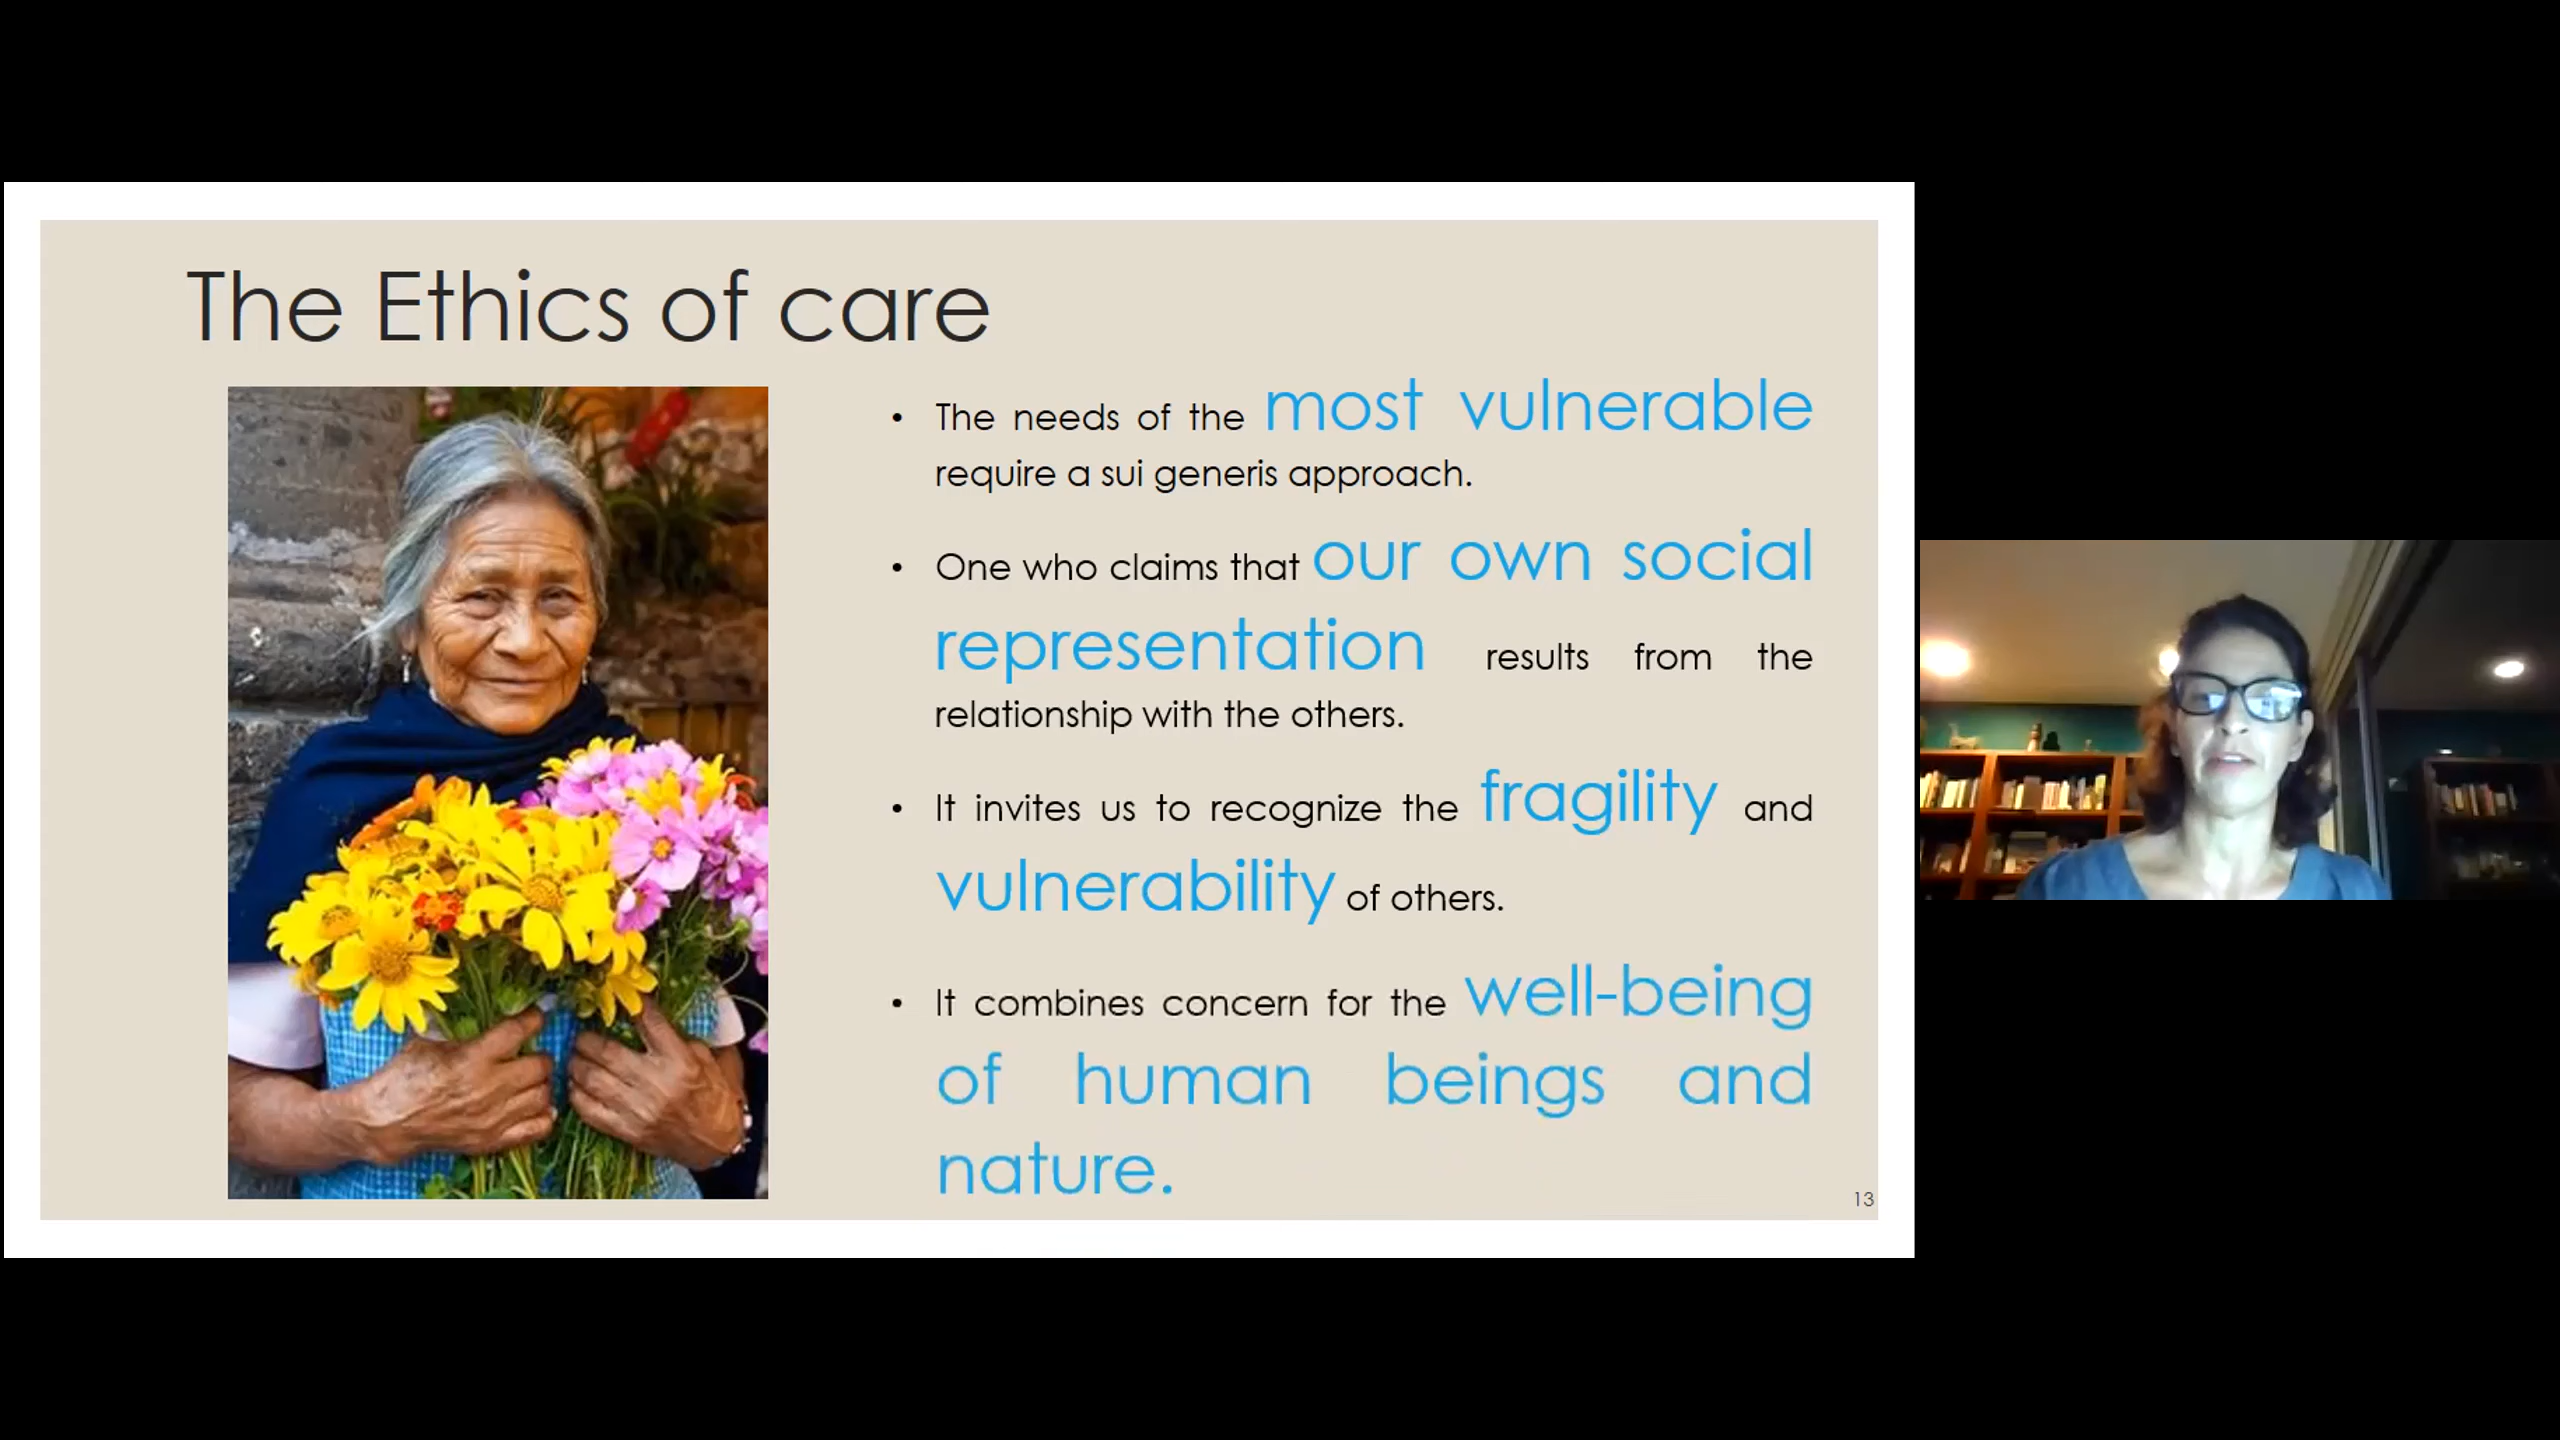 The Ethics of care
• The needs of the most vulnerable
require a sui generis approach.
• One who claims that our own social
representation results from the
relationship with the others.
• It invites us to recognize the fragility and
vulnerability of others.
• It combines concern for the well-being
of human beings and
nature.
13